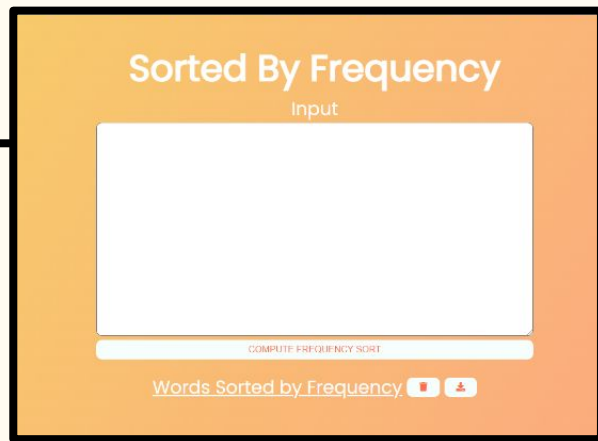 Sorted By Frequency
Input
COMPUTE FREQUENCY SORT
Words Sorted by Frequency